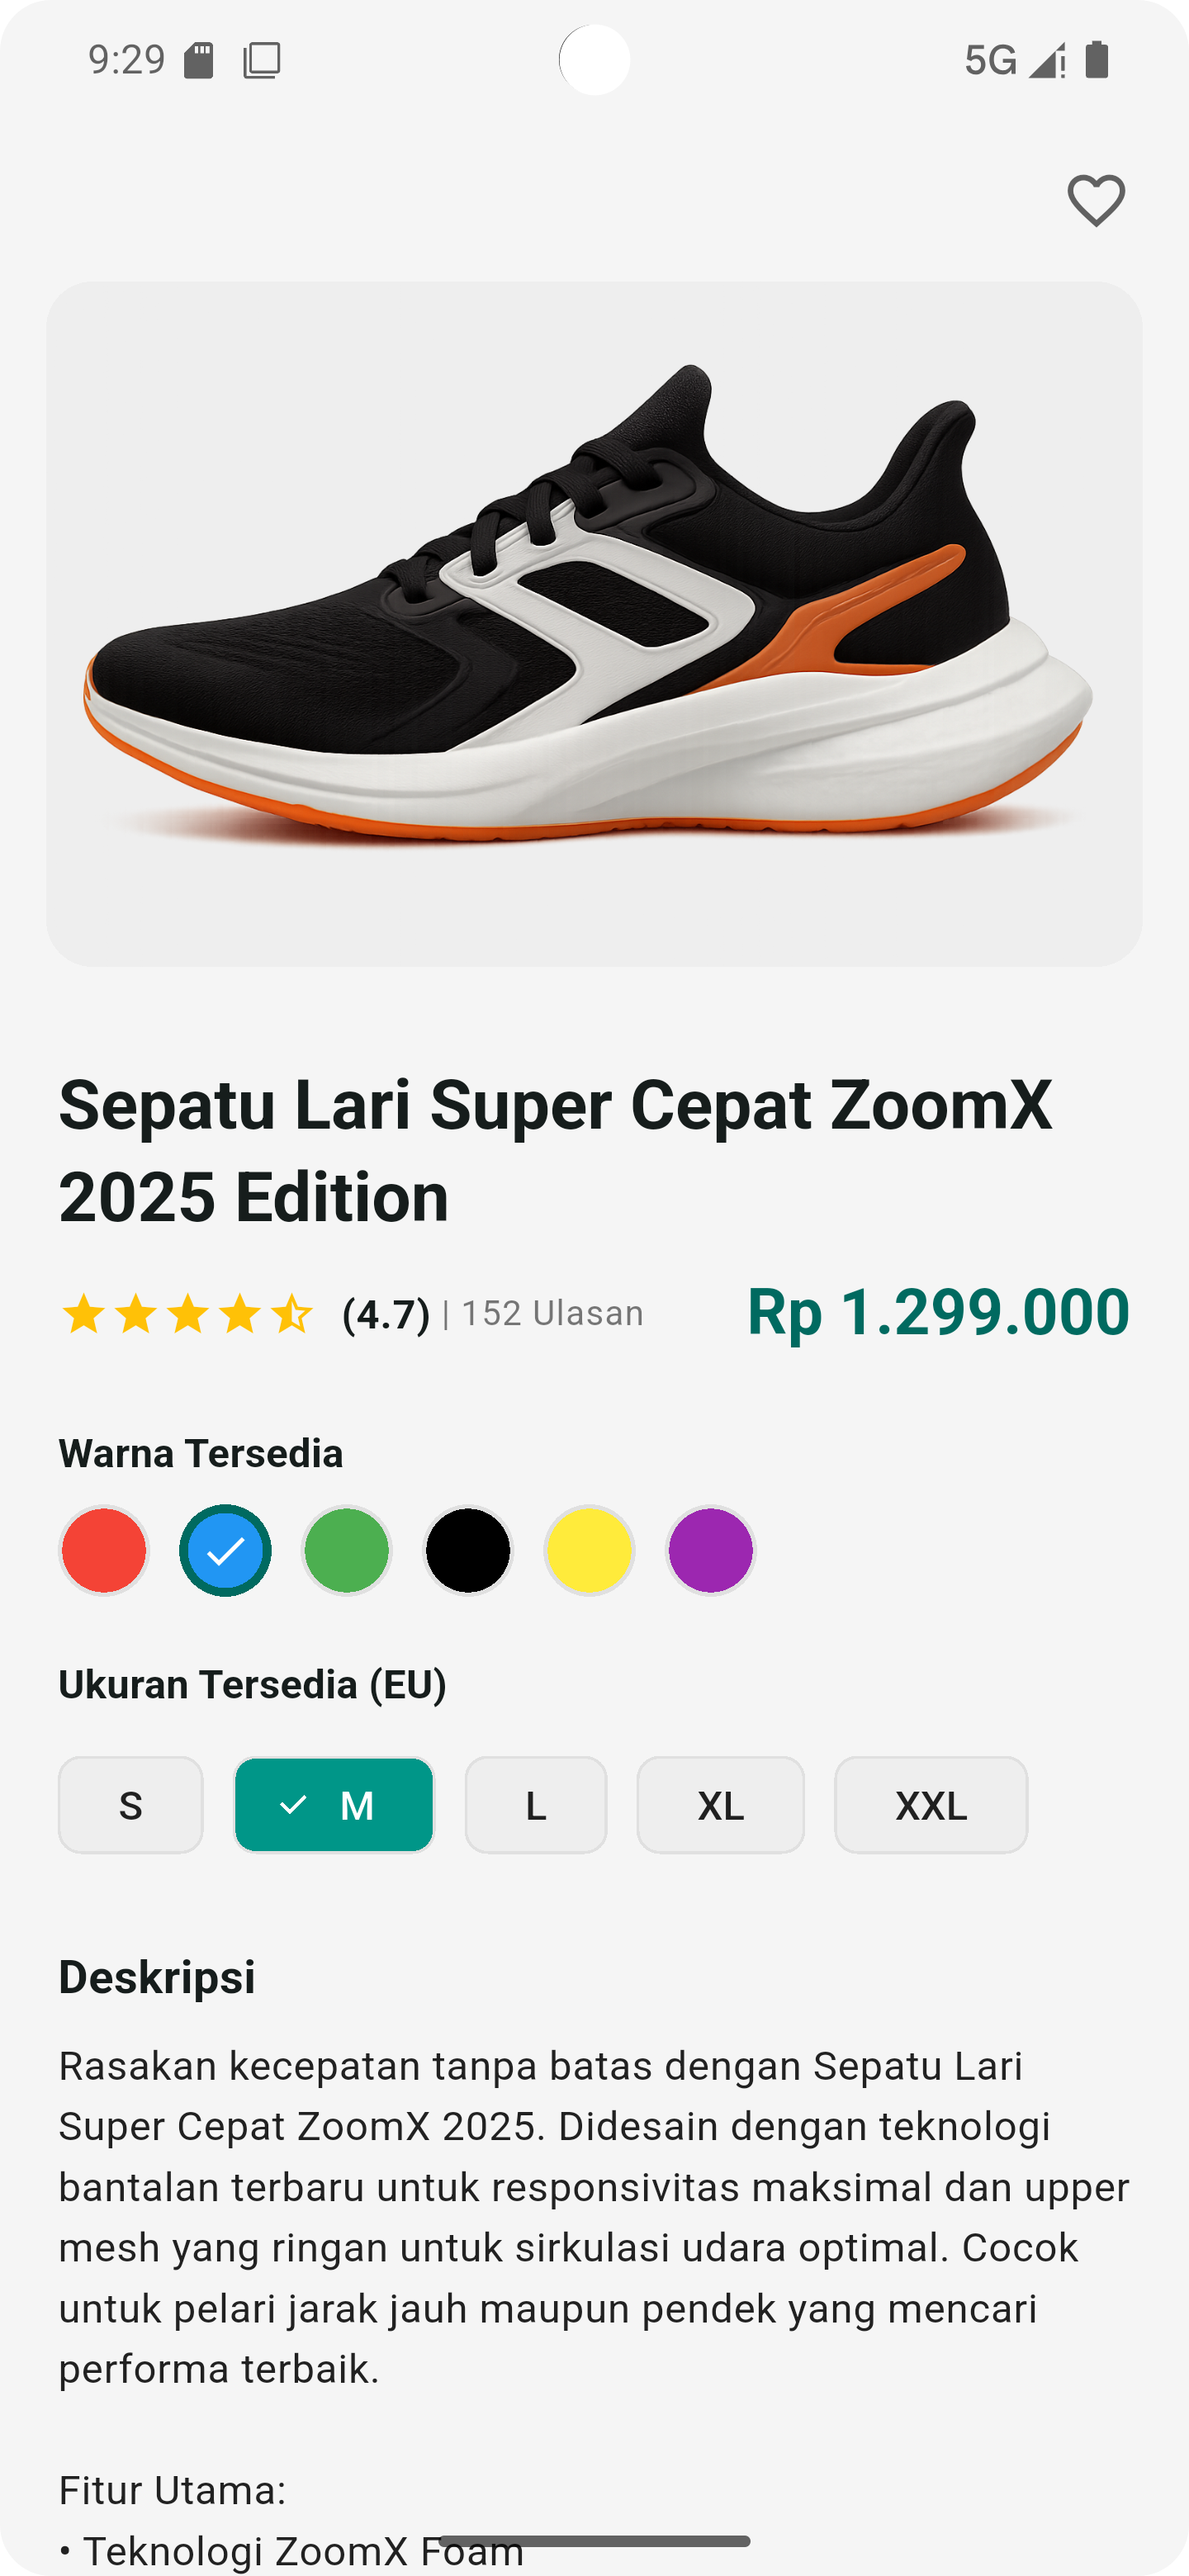 9:29
5G
Sepatu Lari Super Cepat ZoomX
2025 Edition
(4.7) | 152 Ulasan
Rp 1.299.000
Warna Tersedia
Ukuran Tersedia (EU)
S
M
L
XL
XXL
Deskripsi
Rasakan kecepatan tanpa batas dengan Sepatu Lari
Super Cepat ZoomX 2025. Didesain dengan teknologi
bantalan terbaru untuk responsivitas maksimal dan upper
mesh yang ringan untuk sirkulasi udara optimal. Cocok
untuk pelari jarak jauh maupun pendek yang mencari
performa terbaik.
Fitur Utama:
• Teknologi ZoomX Foam